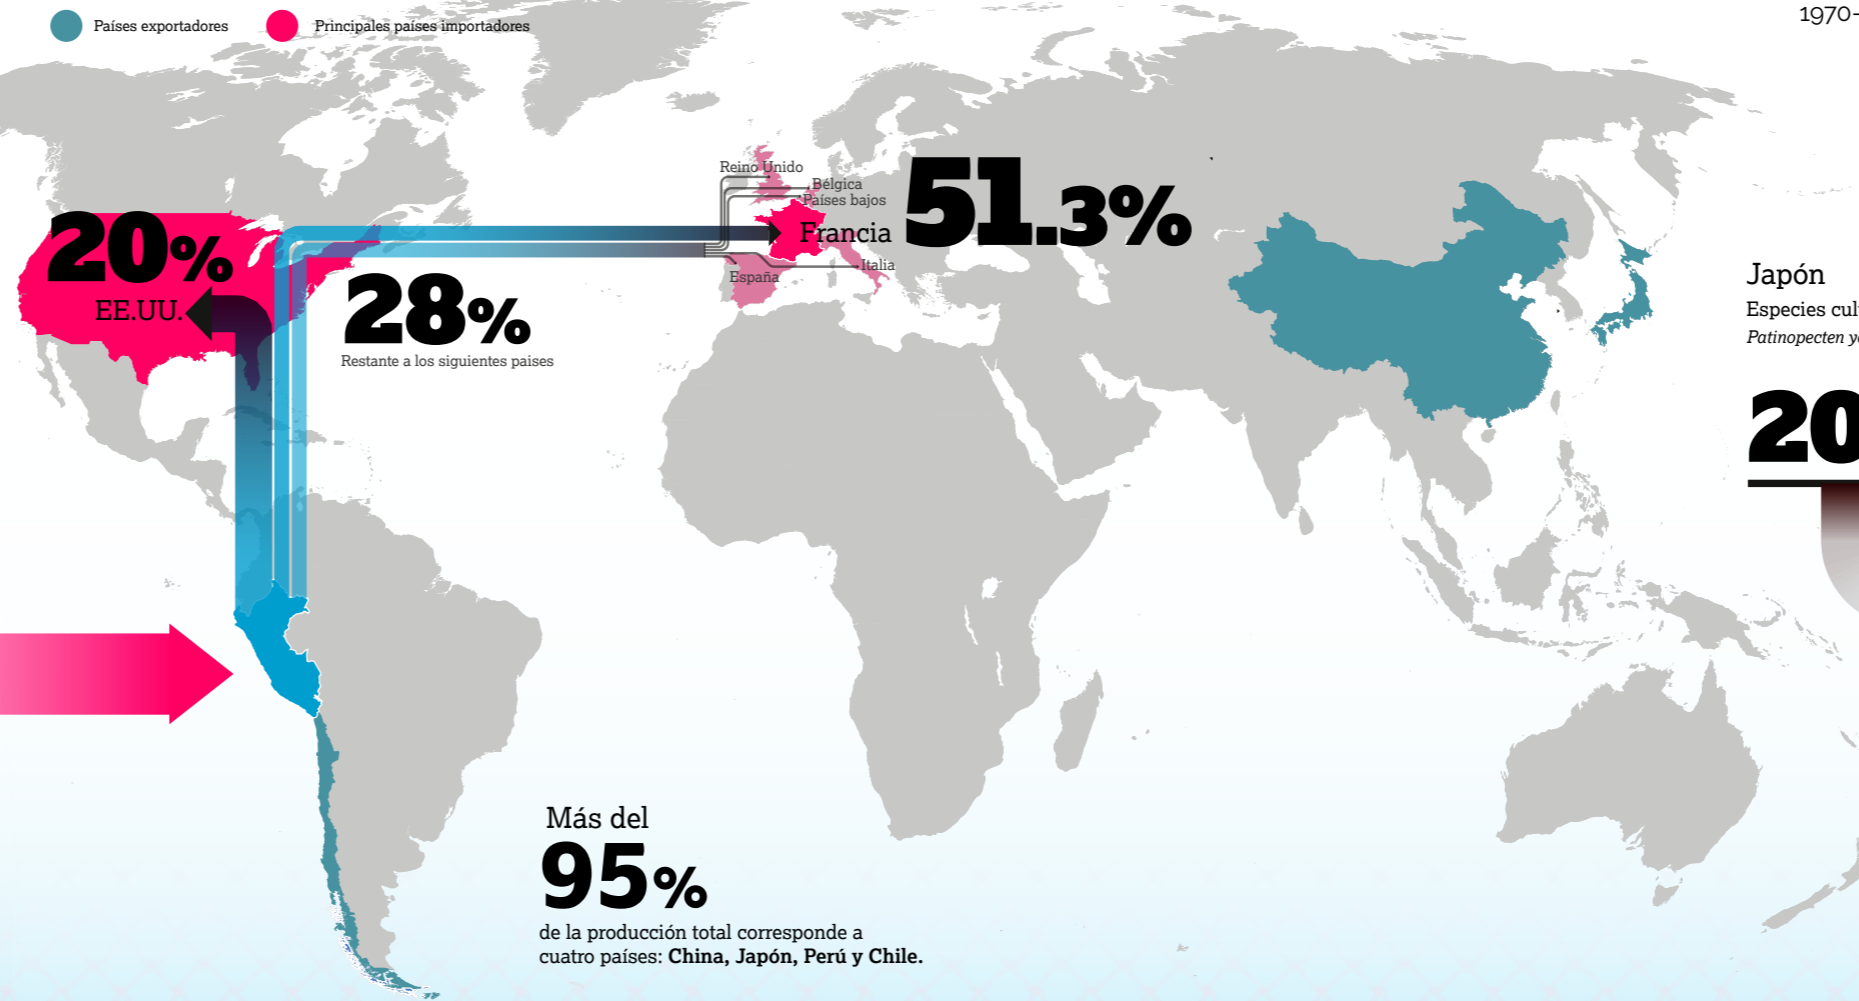 Países exportadores
Principales países importadores
1970-
20%
EE.UU.
28%
Restante a los siguientes paises
Reino Unido
Bélgica
Países bajos
Francia
51.3%
Italia
España
Japón
Especies cul
Patinopecten y
20
Más del
95%
de la producción total corresponde a
cuatro países: China, Japón, Perú y Chile.